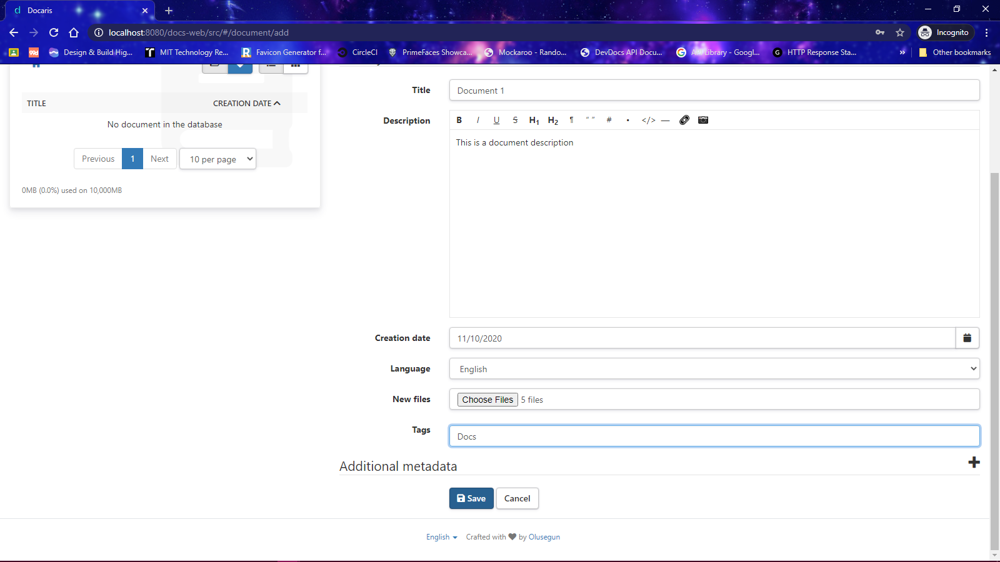 Docaris
localhost:8080/docs-web/src/#/document/add
Incognito
Design & Build Hig...
MIT Technology Re...
Favicon Generator f...
CircleCI
PrimeFaces Showca...
Mockaroo - Rando...
DevDocs API Docu...
Library - Googl...
HTTP Response Sta...
»
Other bookmarks
TITLE
CREATION DATE
No document in the database
Previous 1 Next
10 per page
0MB (0.0%) used on 10,000MB
Title
Document 1
Description
B I U S H1 H2 ¶ “ ” # • </> —
This is a document description
Creation date
11/10/2020
Language
English
New files
Choose Files 5 files
Tags
Docs
Additional metadata
Save
Cancel
English
Crafted with ♥ by Olusegun